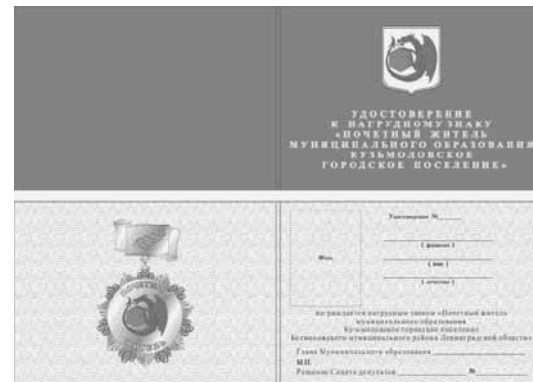 УДОСТОВЕРЕНИЕ
К НАГРУДНОМУ ЗНАКУ
«ПОЧЕТНЫЙ ЖИТЕЛЬ
МУНИЦИПАЛЬНОГО ОБРАЗОВАНИЯ
КУЗЬМОЛОВСКОЕ
ГОРОДСКОЕ ПОСЕЛЕНИЕ»
ПОЧЕТНЫЙ
ЖИТЕЛЬ
Фото
Удостоверение №
( фамилия )
( имя )
( отчество )
награждается нагрудным знаком «Почетный житель
муниципального образования
Кузьмоловское городское поселение
Всеволожского муниципального района Ленинградской области»
Глава Муниципального образования
М.П.
Решение Совета депутатов №